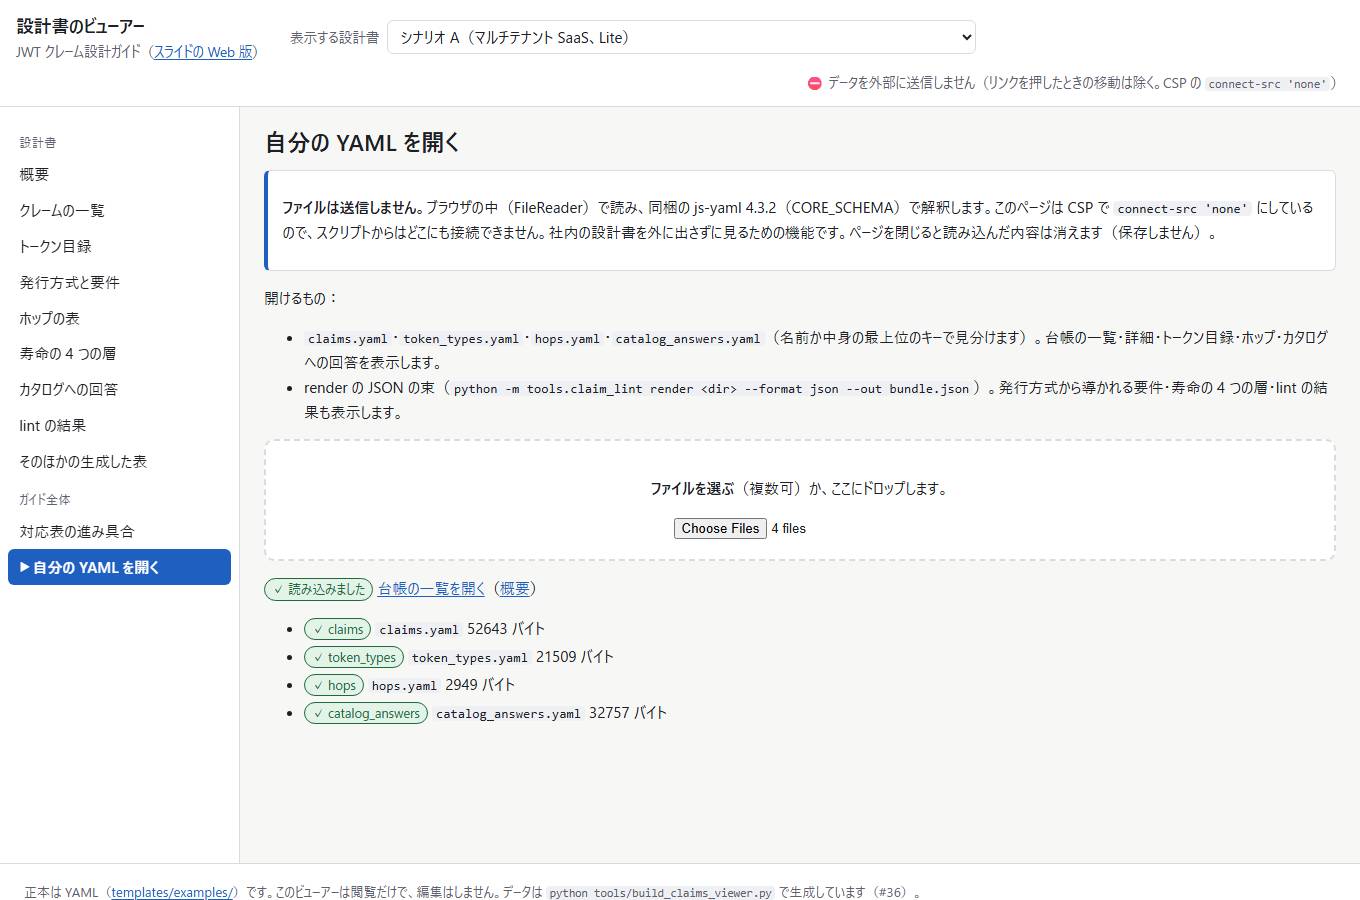 設計書のビューアー
JWT クレーム設計ガイド（スライドの Web 版）
表示する設計書
シナリオ A（マルチテナント SaaS、Lite）
データを外部に送信しません（リンクを押したときの移動は除く。CSP の connect-src 'none'）
設計書
概要
クレームの一覧
トークン目録
発行方式と要件
ホップの表
寿命の 4 つの層
カタログへの回答
lint の結果
そのほかの生成した表
ガイド全体
対応表の進み具合
▶ 自分の YAML を開く
自分の YAML を開く
ファイルは送信しません。ブラウザの中（FileReader）で読み、同梱の js-yaml 4.3.2（CORE_SCHEMA）で解釈します。このページは CSP で connect-src 'none' にしている
ので、スクリプトからはどこにも接続できません。社内の設計書を外に出さずに見るための機能です。ページを閉じると読み込んだ内容は消えます（保存しません）。
開けるもの：
• claims.yaml・token_types.yaml・hops.yaml・catalog_answers.yaml（名前か中身の最上位のキーで見分けます）。台帳の一覧・詳細・トークン目録・ホップ・カタログ
への回答を表示します。
• render の JSON の束（python -m tools.claim_lint render <dir> --format json --out bundle.json）。発行方式から導かれる要件・寿命の 4 つの層・lint の結
果も表示します。
ファイルを選ぶ（複数可）か、ここにドロップします。
Choose Files 4 files
✓ 読み込みました 台帳の一覧を開く（概要）
• ✓ claims claims.yaml 52643 バイト
• ✓ token_types token_types.yaml 21509 バイト
• ✓ hops hops.yaml 2949 バイト
• ✓ catalog_answers catalog_answers.yaml 32757 バイト
正本は YAML（templates/examples/）です。このビューアーは閲覧だけで、編集はしません。データは python tools/build_claims_viewer.py で生成しています（#36）。